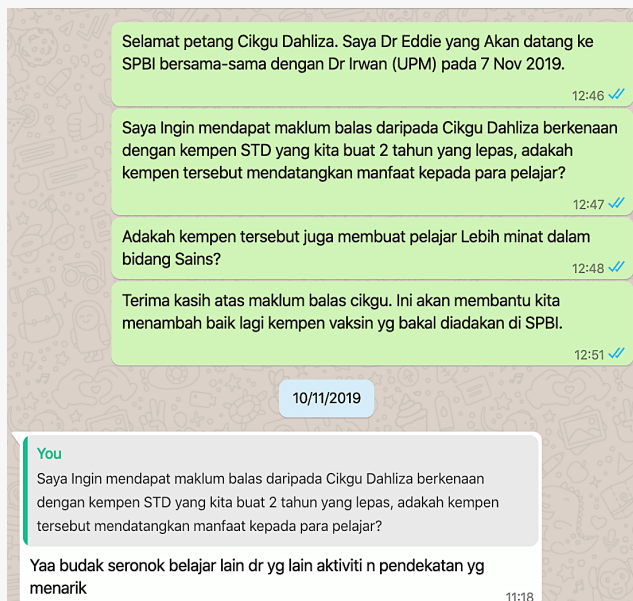 Selamat petang Cikgu Dahliza. Saya Dr Eddie yang Akan datang ke
SPBI bersama-sama dengan Dr Irwan (UPM) pada 7 Nov 2019.
12:46
Saya Ingin mendapat maklum balas daripada Cikgu Dahliza berkenaan
dengan kempen STD yang kita buat 2 tahun yang lepas, adakah
kempen tersebut mendatangkan manfaat kepada para pelajar?
12:47
Adakah kempen tersebut juga membuat pelajar Lebih minat dalam
bidang Sains?
12:48
Terima kasih atas maklum balas cikgu. Ini akan membantu kita
menambah baik lagi kempen vaksin yg bakal diadakan di SPBI.
12:51
10/11/2019
You
Saya Ingin mendapat maklum balas daripada Cikgu Dahliza berkenaan
dengan kempen STD yang kita buat 2 tahun yang lepas, adakah kempen
tersebut mendatangkan manfaat kepada para pelajar?
Yaa budak seronok belajar lain dr yg lain aktiviti n pendekatan yg
menarik
11:18